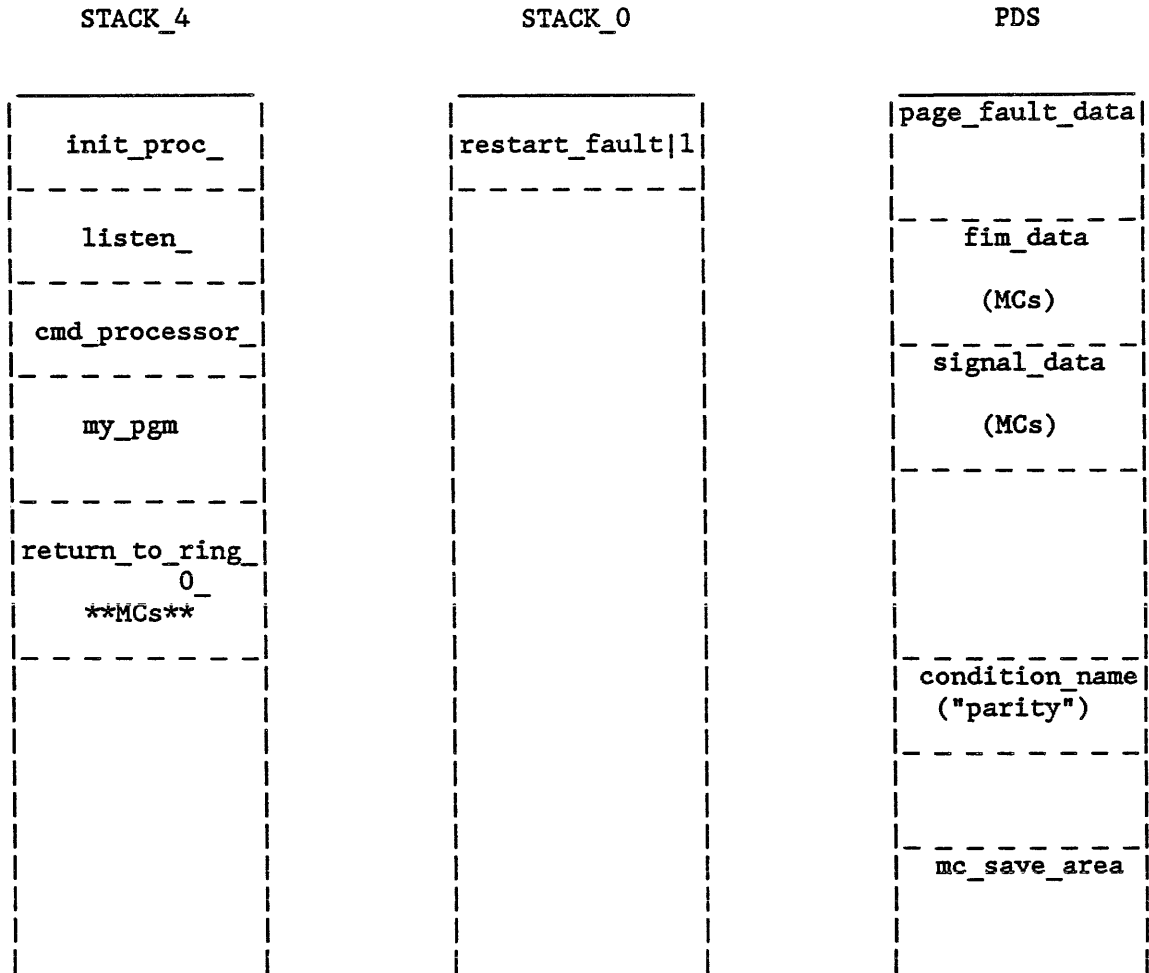 STACK_4 STACK_0 PDS
init_proc_
listen_
cmd_processor_
my_pgm
return_to_ring_
0_
**MCs**
restart_fault|1
page_fault_data
fim_data
(MCs)
signal_data
(MCs)
condition_name
("parity")
mc_save_area